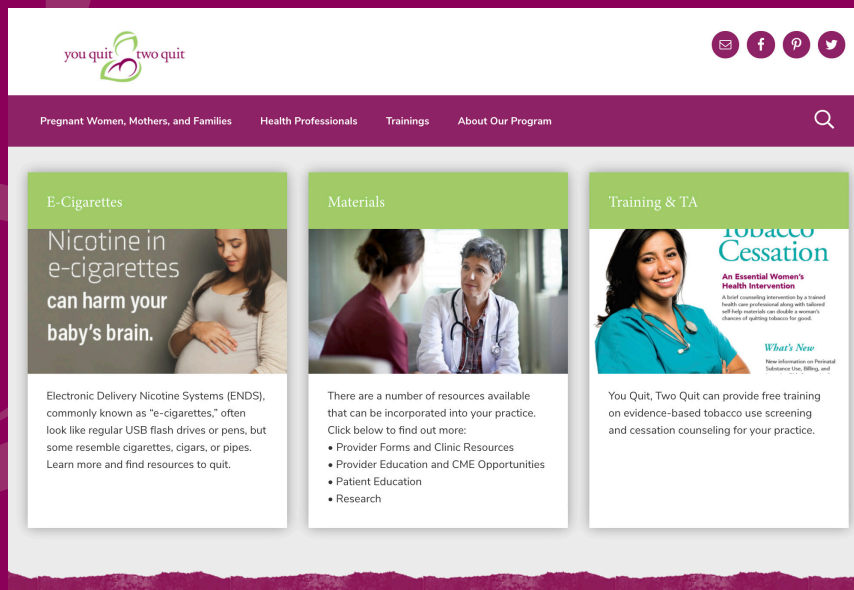 you quit two quit
Pregnant Women, Mothers, and Families
Health Professionals
Trainings
About Our Program
E-Cigarettes
Nicotine in
e-cigarettes
can harm your
baby's brain.
Electronic Delivery Nicotine Systems (ENDS),
commonly known as “e-cigarettes,” often
look like regular USB flash drives or pens, but
some resemble cigarettes, cigars, or pipes.
Learn more and find resources to quit.
Materials
There are a number of resources available
that can be incorporated into your practice.
Click below to find out more:
• Provider Forms and Clinic Resources
• Provider Education and CME Opportunities
• Patient Education
• Research
Training & TA
Tobacco
Cessation
An Essential Women's
Health Intervention
A brief counseling intervention by a trained
health care professional along with tailored
self-help materials can double a woman's
chances of quitting tobacco for good.
What's New
New information on Perinatal
Substance Use, Billing, and
You Quit, Two Quit can provide free training
on evidence-based tobacco use screening
and cessation counseling for your practice.